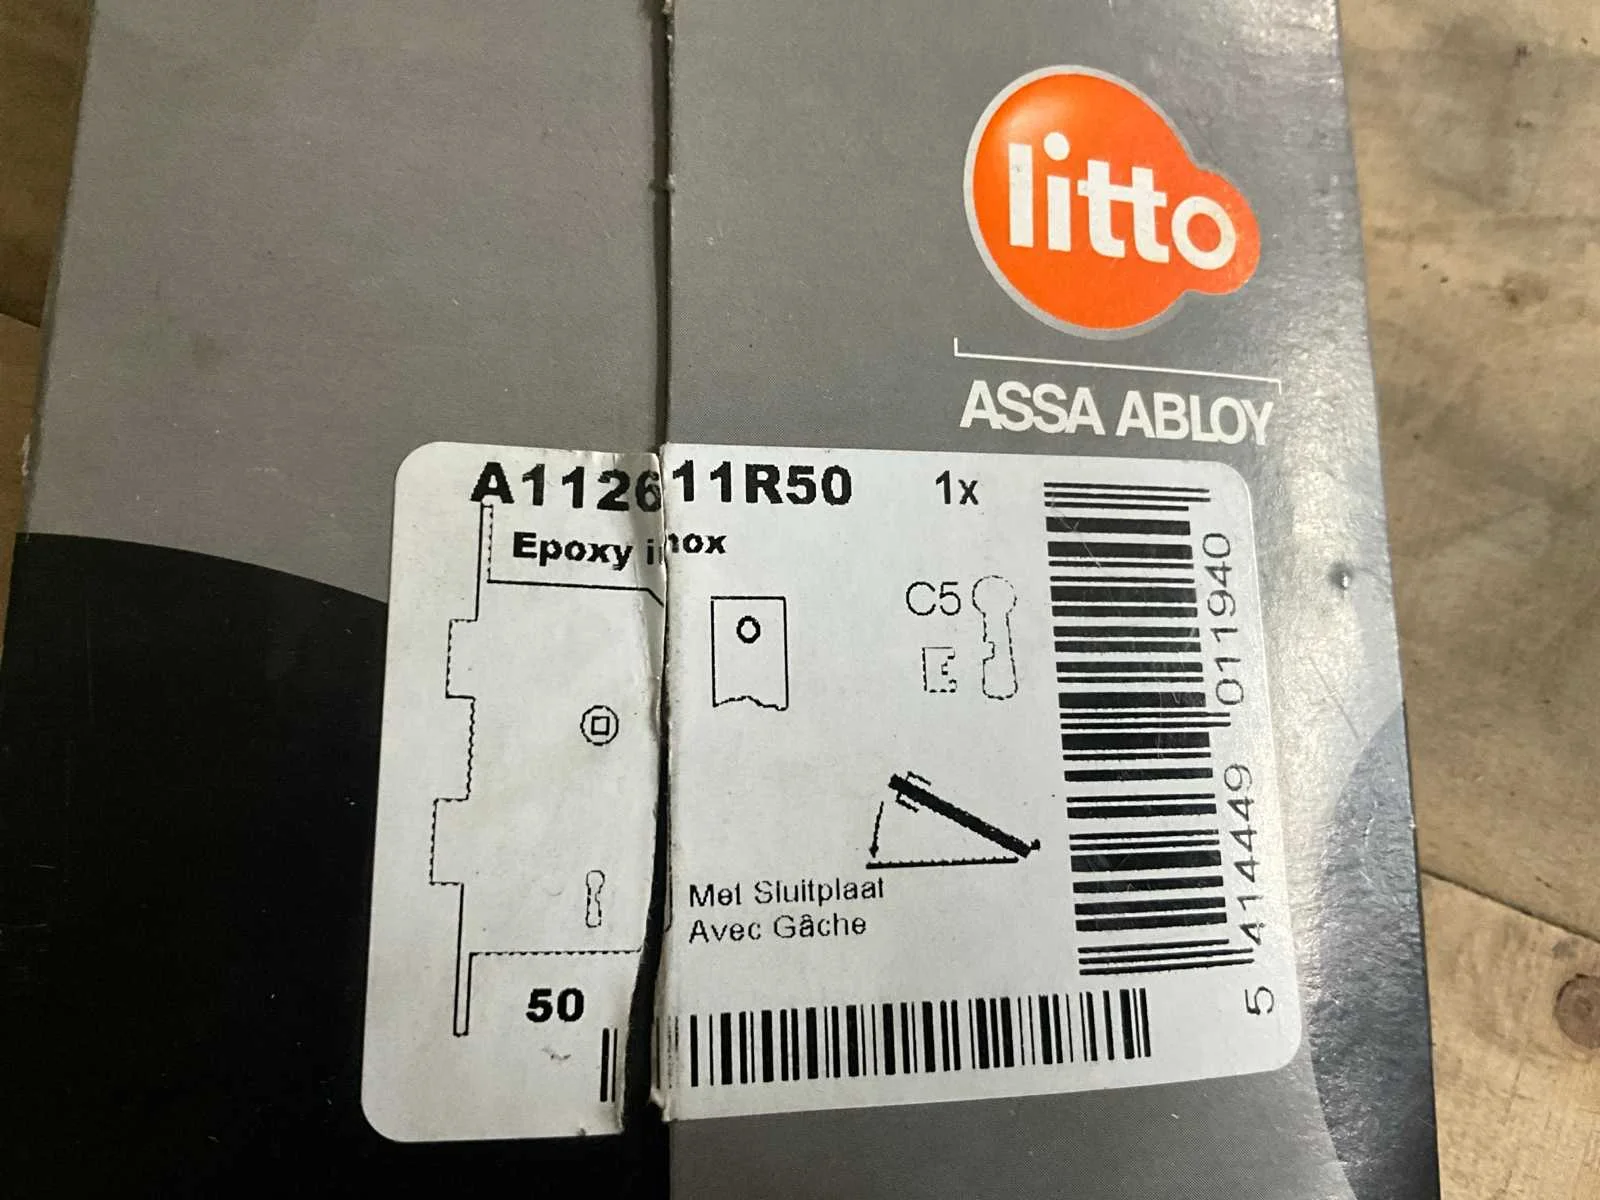 litto
ASSA ABLOY
A112611R50 1x
Epoxy inox
C5
Met Sluitplaat
Avec Gâche
50
5 414449 011940